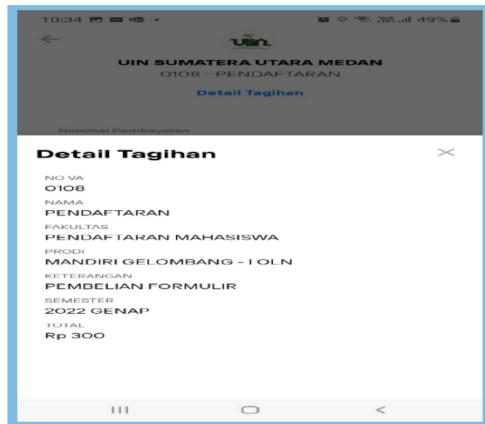 10:34
49%
uin
UIN SUMATERA UTARA MEDAN
0108 - PENDAFTARAN
Detail Tagihan
Nominal Pembayaran
Detail Tagihan
NO VA
0108
NAMA
PENDAFTARAN
FAKULTAS
PENDAFTARAN MAHASISWA
PRODI
MANDIRI GELOMBANG - I OLN
KETERANGAN
PEMBELIAN FORMULIR
SEMESTER
2022 GENAP
TOTAL
Rp 300